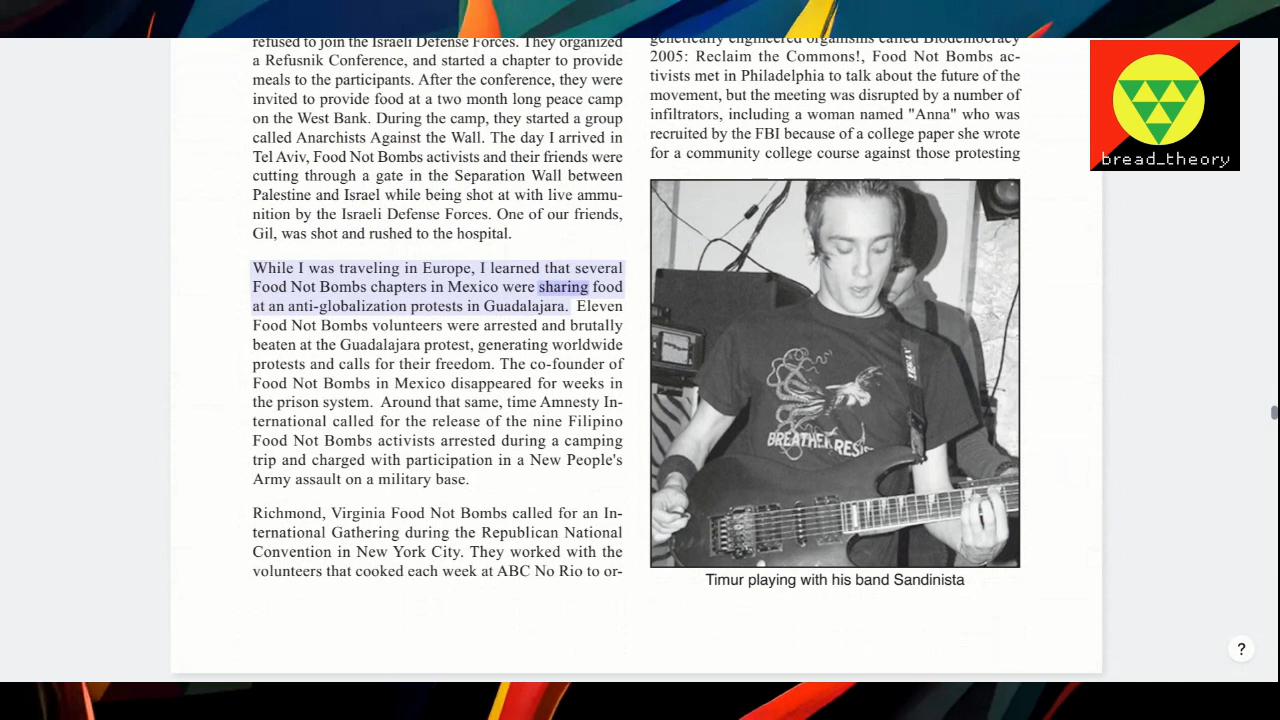 refused to join the Israeli Defense Forces. They organized
a Refusnik Conference, and started a chapter to provide
meals to the participants. After the conference, they were
invited to provide food at a two month long peace camp
on the West Bank. During the camp, they started a group
called Anarchists Against the Wall. The day I arrived in
Tel Aviv, Food Not Bombs activists and their friends were
cutting through a gate in the Separation Wall between
Palestine and Israel while being shot at with live ammu-
nition by the Israeli Defense Forces. One of our friends,
Gil, was shot and rushed to the hospital.
While I was traveling in Europe, I learned that several
Food Not Bombs chapters in Mexico were sharing food
at an anti-globalization protests in Guadalajara. Eleven
Food Not Bombs volunteers were arrested and brutally
beaten at the Guadalajara protest, generating worldwide
protests and calls for their freedom. The co-founder of
Food Not Bombs in Mexico disappeared for weeks in
the prison system. Around that same, time Amnesty In-
ternational called for the release of the nine Filipino
Food Not Bombs activists arrested during a camping
trip and charged with participation in a New People's
Army assault on a military base.
Richmond, Virginia Food Not Bombs called for an In-
ternational Gathering during the Republican National
Convention in New York City. They worked with the
volunteers that cooked each week at ABC No Rio to or-
genetically engineered organisms called Biodemocracy
2005: Reclaim the Commons!, Food Not Bombs ac-
tivists met in Philadelphia to talk about the future of the
movement, but the meeting was disrupted by a number of
infiltrators, including a woman named "Anna" who was
recruited by the FBI because of a college paper she wrote
for a community college course against those protesting
BREATHER RESIS
Timur playing with his band Sandinista
bread_theory
?